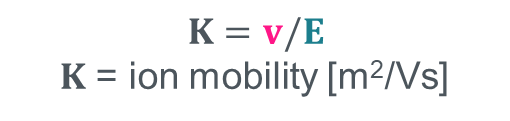 K = v/E
K = ion mobility [m²/Vs]